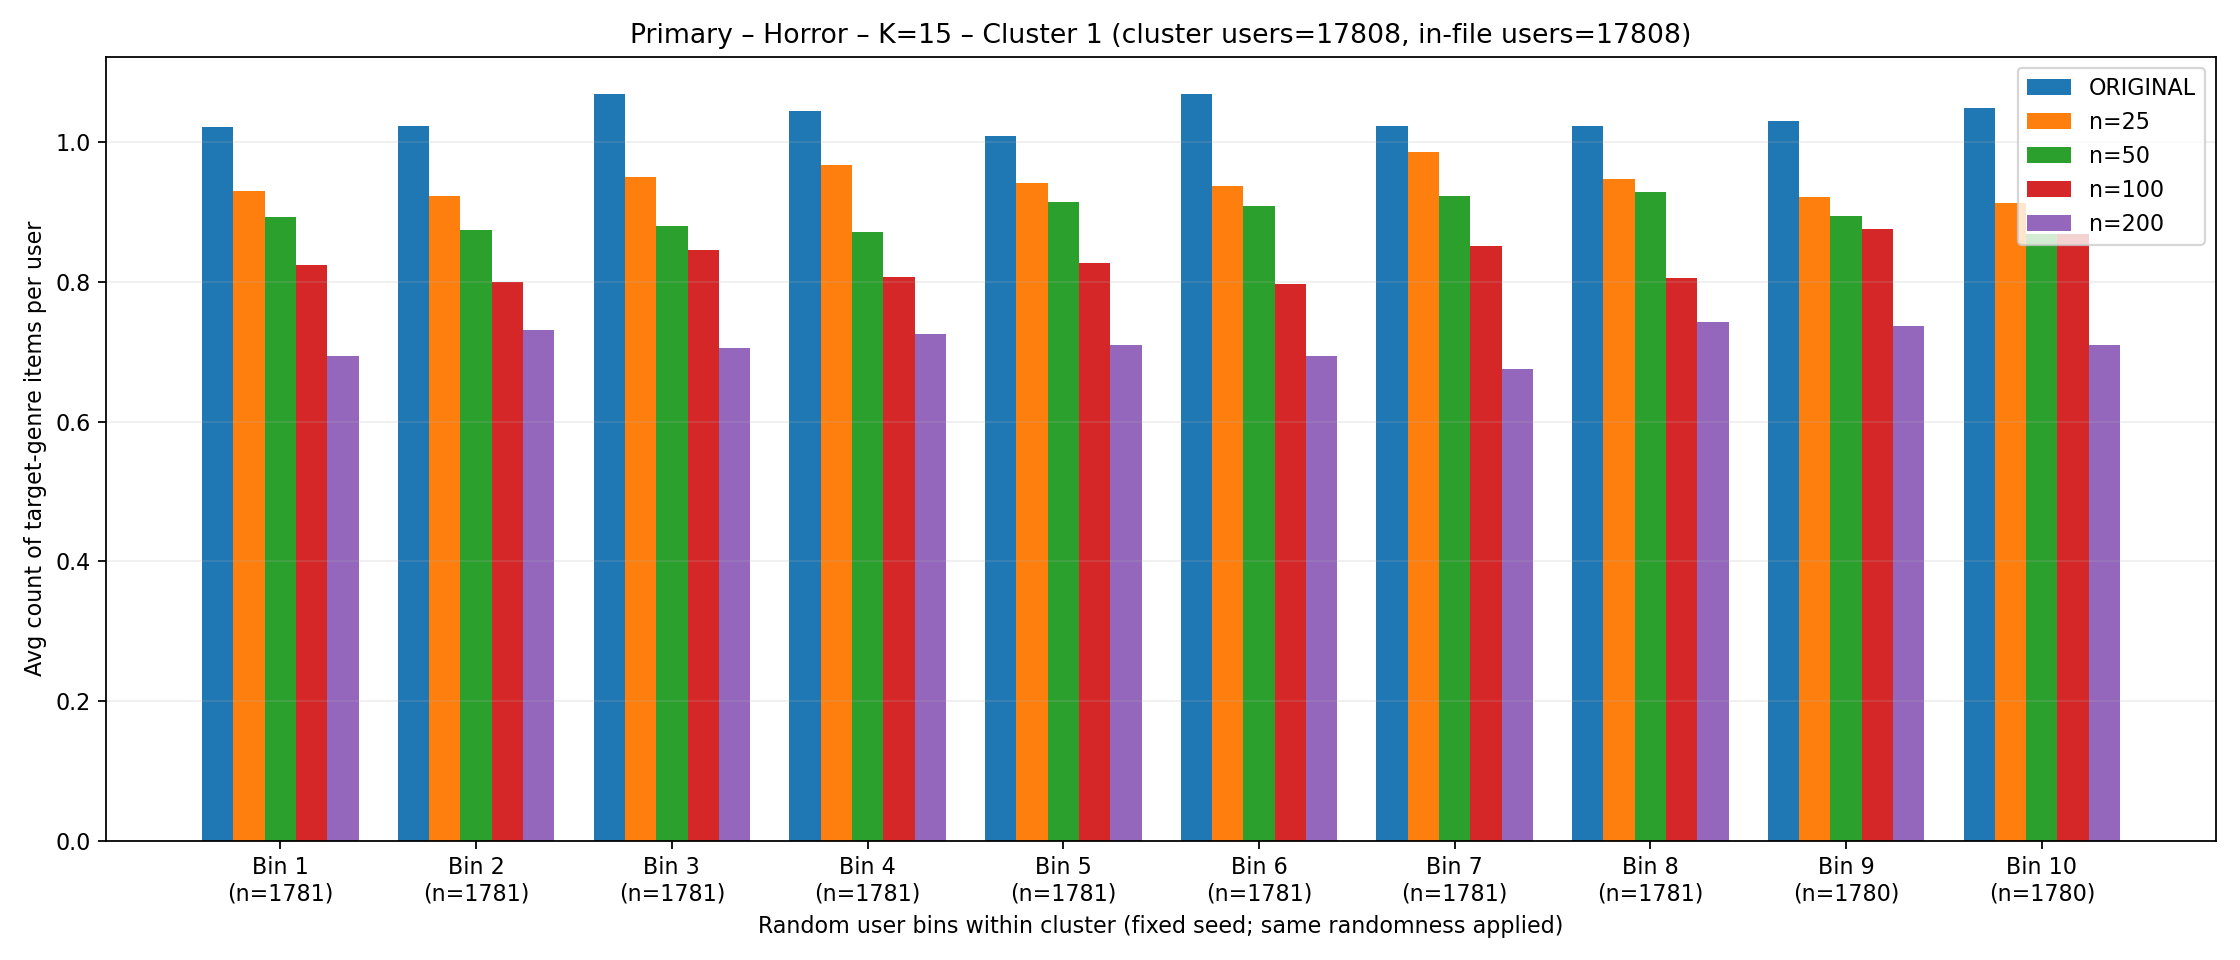 Primary – Horror – K=15 – Cluster 1 (cluster users=17808, in-file users=17808)
ORIGINAL
n=25
n=50
n=100
n=200
Avg count of target-genre items per user
1.0
0.8
0.6
0.4
0.2
0.0
Bin 1 Bin 2 Bin 3 Bin 4 Bin 5 Bin 6 Bin 7 Bin 8 Bin 9 Bin 10
(n=1781) (n=1781) (n=1781) (n=1781) (n=1781) (n=1781) (n=1781) (n=1781) (n=1780) (n=1780)
Random user bins within cluster (fixed seed; same randomness applied)